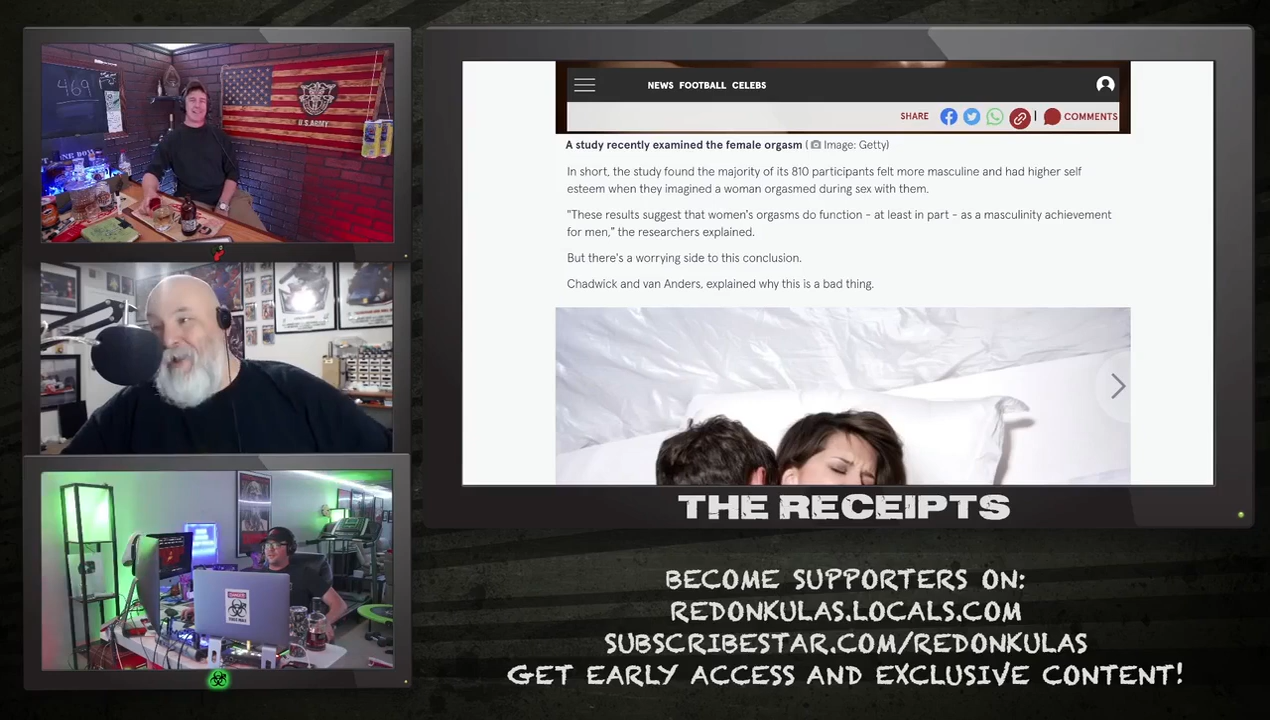 469
U.S. ARMY
NEWS FOOTBALL CELEBS
SHARE
COMMENTS
A study recently examined the female orgasm ( Image: Getty)
In short, the study found the majority of its 810 participants felt more masculine and had higher self
esteem when they imagined a woman orgasmed during sex with them.
"These results suggest that women's orgasms do function - at least in part - as a masculinity achievement
for men," the researchers explained.
But there's a worrying side to this conclusion.
Chadwick and van Anders, explained why this is a bad thing.
THE RECEIPTS
BECOME SUPPORTERS ON:
REDONKULAS.LOCALS.COM
SUBSCRIBESTAR.COM/REDONKULAS
GET EARLY ACCESS AND EXCLUSIVE CONTENT!